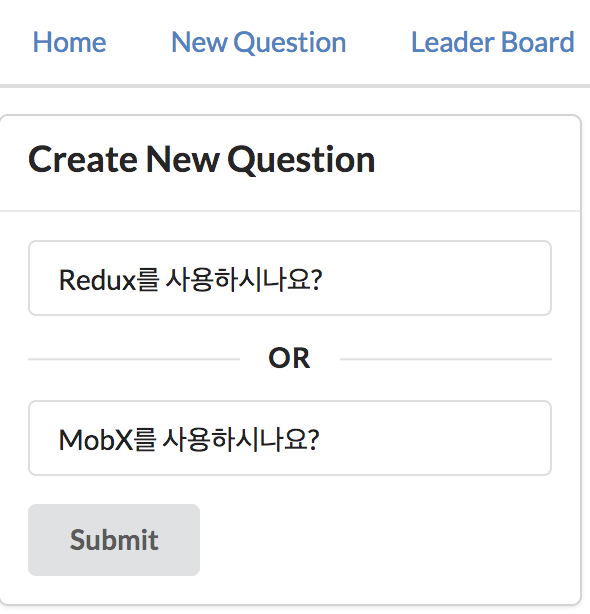 Home New Question Leader Board
Create New Question
Redux를 사용하시나요?
OR
MobX를 사용하시나요?
Submit